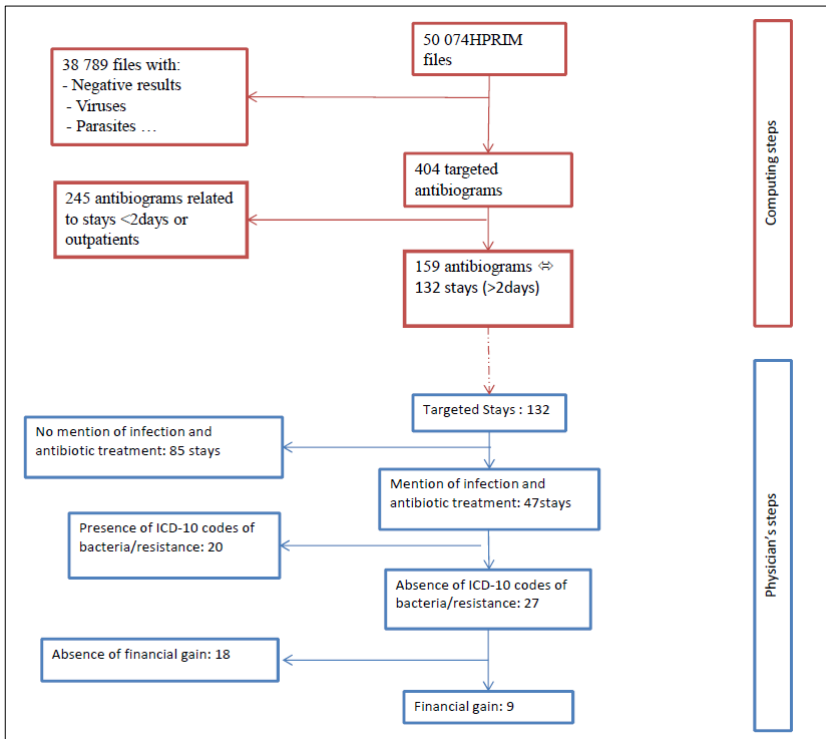 50 074HPRIM
files
38 789 files with:
- Negative results
- Viruses
- Parasites …
404 targeted
antibiograms
245 antibiograms related
to stays <2days or
outpatients
159 antibiograms ⬄
132 stays (>2days)
Computing steps
Targeted Stays : 132
No mention of infection and
antibiotic treatment: 85 stays
Mention of infection and
antibiotic treatment: 47stays
Presence of ICD-10 codes of
bacteria/resistance: 20
Absence of ICD-10 codes of
bacteria/resistance: 27
Absence of financial gain: 18
Financial gain: 9
Physician's steps